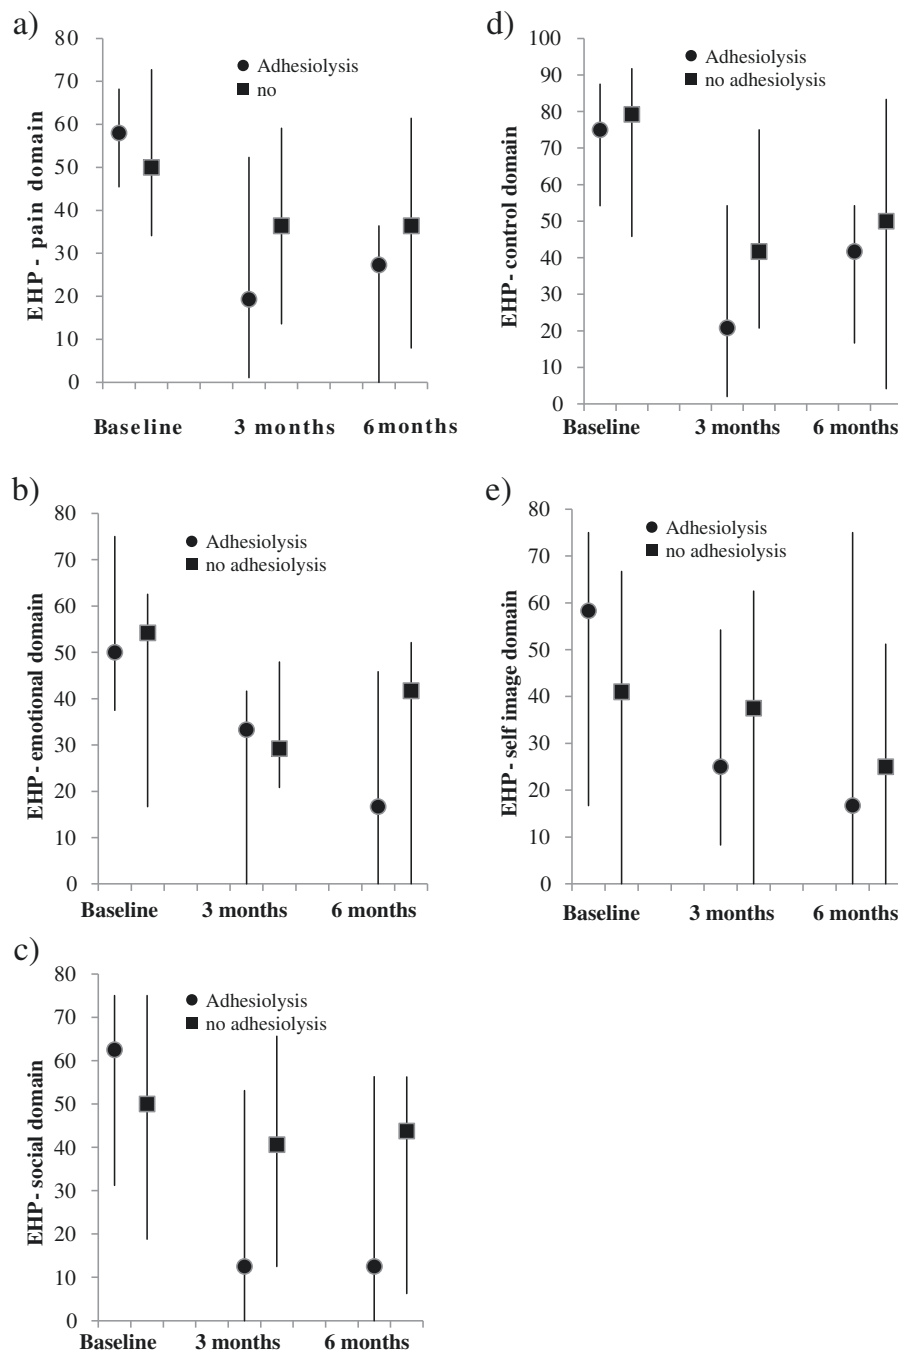 a)
EHP - pain domain
80
70
60
50
40
30
20
10
0
Adhesiolysis
no
Baseline 3 months 6 months
d)
EHP- control domain
100
90
80
70
60
50
40
30
20
10
0
Adhesiolysis
no adhesiolysis
Baseline 3 months 6 months
b)
EHP- emotional domain
80
70
60
50
40
30
20
10
0
Adhesiolysis
no adhesiolysis
Baseline 3 months 6 months
e)
EHP- self image domain
80
70
60
50
40
30
20
10
0
Adhesiolysis
no adhesiolysis
Baseline 3 months 6 months
c)
EHP- social domain
80
70
60
50
40
30
20
10
0
Adhesiolysis
no adhesiolysis
Baseline 3 months 6 months